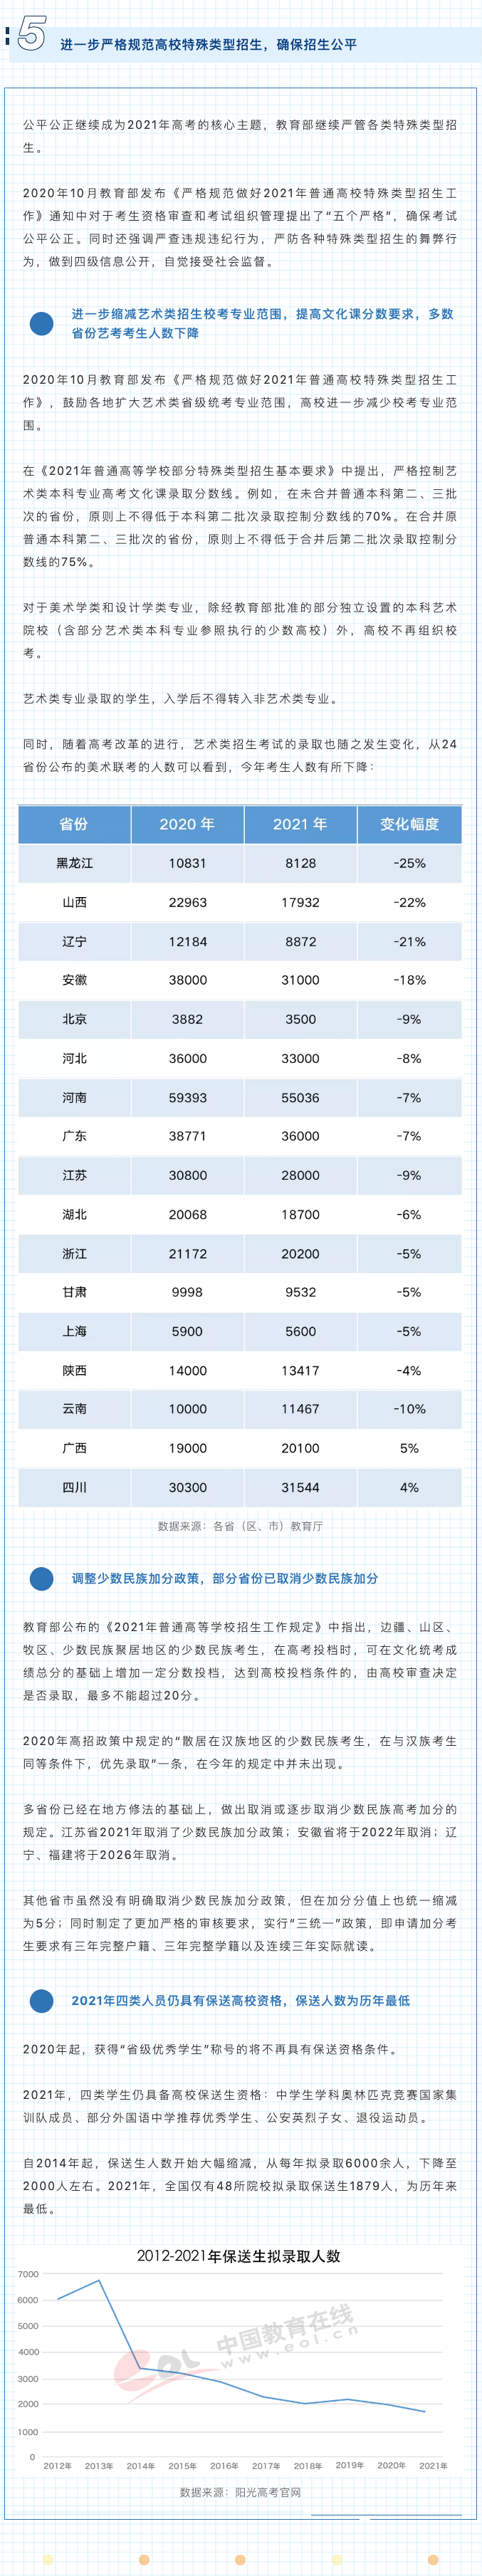 5
进一步严格规范高校特殊类型招生，确保招生公平
公平公正继续成为2021年高考的核心主题，教育部继续严管各类特殊类型招
生。
2020年10月教育部发布《严格规范做好2021年普通高校特殊类型招生工
作》通知中对于考生资格审查和考试组织管理提出了“五个严格”，确保考试
公平公正。同时还强调严查违规违纪行为，严防各种特殊类型招生的舞弊行
为，做到四级信息公开，自觉接受社会监督。
进一步缩减艺术类招生校考专业范围，提高文化课分数要求，多数
省份艺考考生人数下降
2020年10月教育部发布《严格规范做好2021年普通高校特殊类型招生工
作》，鼓励各地扩大艺术类省级统考专业范围，高校进一步减少校考专业范
围。
在《2021年普通高等学校部分特殊类型招生基本要求》中提出，严格控制艺
术类本科专业高考文化课录取分数线。例如，在未合并普通本科第二、三批
次的省份，原则上不得低于本科第二批次录取控制分数线的70%。在合并原
普通本科第二、三批次的省份，原则上不得低于合并后第二批次录取控制分
数线的75%。
对于美术学类和设计学类专业，除经教育部批准的部分独立设置的本科艺术
院校（含部分艺术类本科专业参照执行的少数高校）外，高校不再组织校
考。
艺术类专业录取的学生，入学后不得转入非艺术类专业。
同时，随着高考改革的进行，艺术类招生考试的录取也随之发生变化，从24
省份公布的美术联考的人数可以看到，今年考生人数有所下降：
省份 2020 年 2021 年 变化幅度
黑龙江 10831 8128 -25%
山西 22963 17932 -22%
辽宁 12184 8872 -21%
安徽 38000 31000 -18%
北京 3882 3500 -9%
河北 36000 33000 -8%
河南 59393 55036 -7%
广东 38771 36000 -7%
江苏 30800 28000 -9%
湖北 20068 18700 -6%
浙江 21172 20200 -5%
甘肃 9998 9532 -5%
上海 5900 5600 -5%
陕西 14000 13417 -4%
云南 10000 11467 -10%
广西 19000 20100 5%
四川 30300 31544 4%
数据来源：各省（区、市）教育厅
调整少数民族加分政策，部分省份已取消少数民族加分
教育部公布的《2021年普通高等学校招生工作规定》中指出，边疆、山区、
牧区、少数民族聚居地区的少数民族考生，在高考投档时，可在文化统考成
绩总分的基础上增加一定分数投档，达到高校投档条件的，由高校审查决定
是否录取，最多不能超过20分。
2020年高招政策中规定的“散居在汉族地区的少数民族考生，在与汉族考生
同等条件下，优先录取”一条，在今年的规定中并未出现。
多省份已经在地方修法的基础上，做出取消或逐步取消少数民族高考加分的
规定。江苏省2021年取消了少数民族加分政策；安徽省将于2022年取消；辽
宁、福建将于2026年取消。
其他省市虽然没有明确取消少数民族加分政策，但在加分分值上也统一缩减
为5分；同时制定了更加严格的审核要求，实行“三统一”政策，即申请加分考
生要求有三年完整户籍、三年完整学籍以及连续三年实际就读。
2021年四类人员仍具有保送高校资格，保送人数为历年最低
2020年起，获得“省级优秀学生”称号的将不再具有保送资格条件。
2021年，四类学生仍具备高校保送生资格：中学生学科奥林匹克竞赛国家集
训队成员、部分外国语中学推荐优秀学生、公安英烈子女、退役运动员。
自2014年起，保送生人数开始大幅缩减，从每年拟录取6000余人，下降至
2000人左右。2021年，全国仅有48所院校拟录取保送生1879人，为历年来
最低。
2012-2021年保送生拟录取人数
7000
6000
5000
4000
3000
2000
1000
0
EOL 中国教育在线
www.eol.cn
2012年 2013年 2014年 2015年 2016年 2017年 2018年 2019年 2020年 2021年
数据来源：阳光高考官网